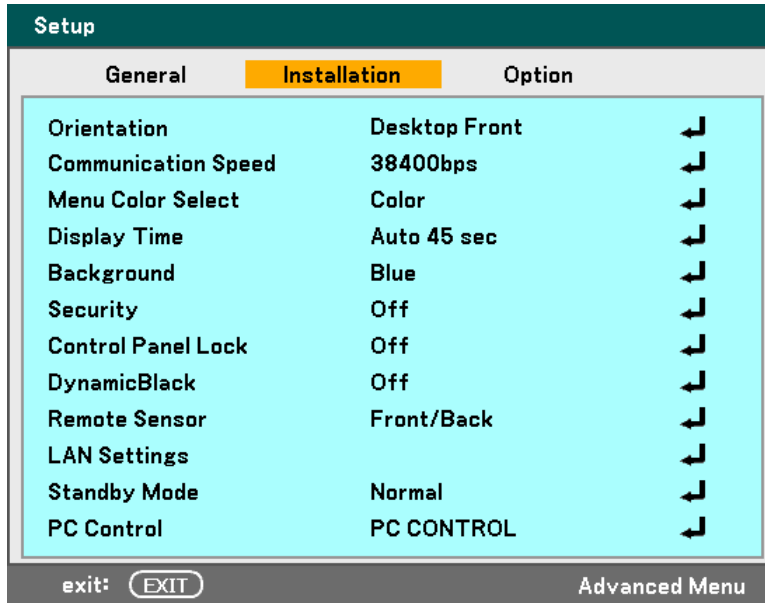 Setup
General Installation Option
Orientation Desktop Front
Communication Speed 38400bps
Menu Color Select Color
Display Time Auto 45 sec
Background Blue
Security Off
Control Panel Lock Off
DynamicBlack Off
Remote Sensor Front/Back
LAN Settings
Standby Mode Normal
PC Control PC CONTROL
exit: EXIT Advanced Menu